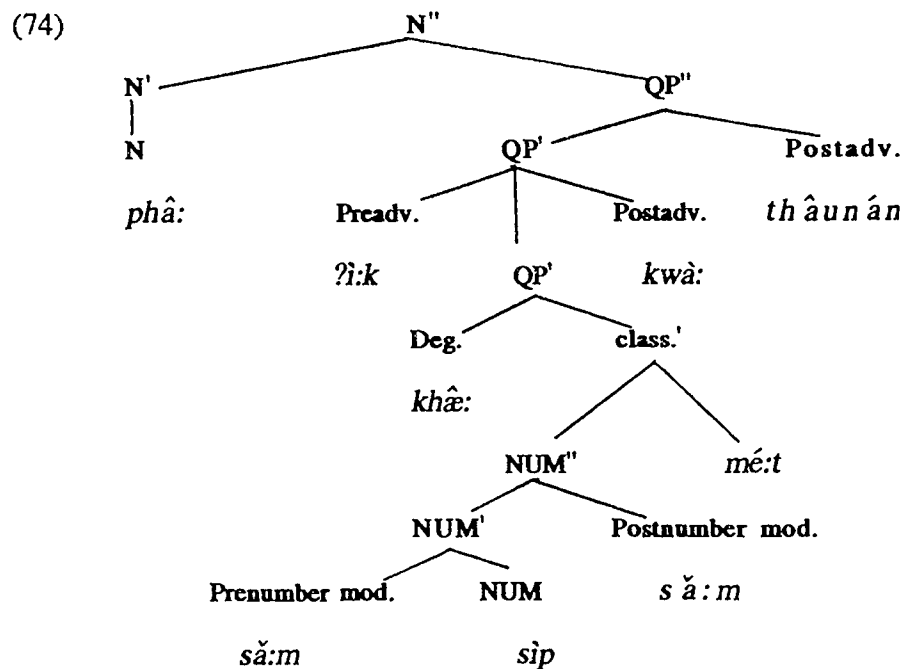 (74)
N"
N' QP"
N QP' Postadv.
phâ: Preadv. Postadv. thâunán
ʔì:k QP' kwà:
Deg. class.'
khæ̂:
NUM" mé:t
NUM' Postnumber mod.
Prenumber mod. NUM sǎ:m
sǎ:m sìp